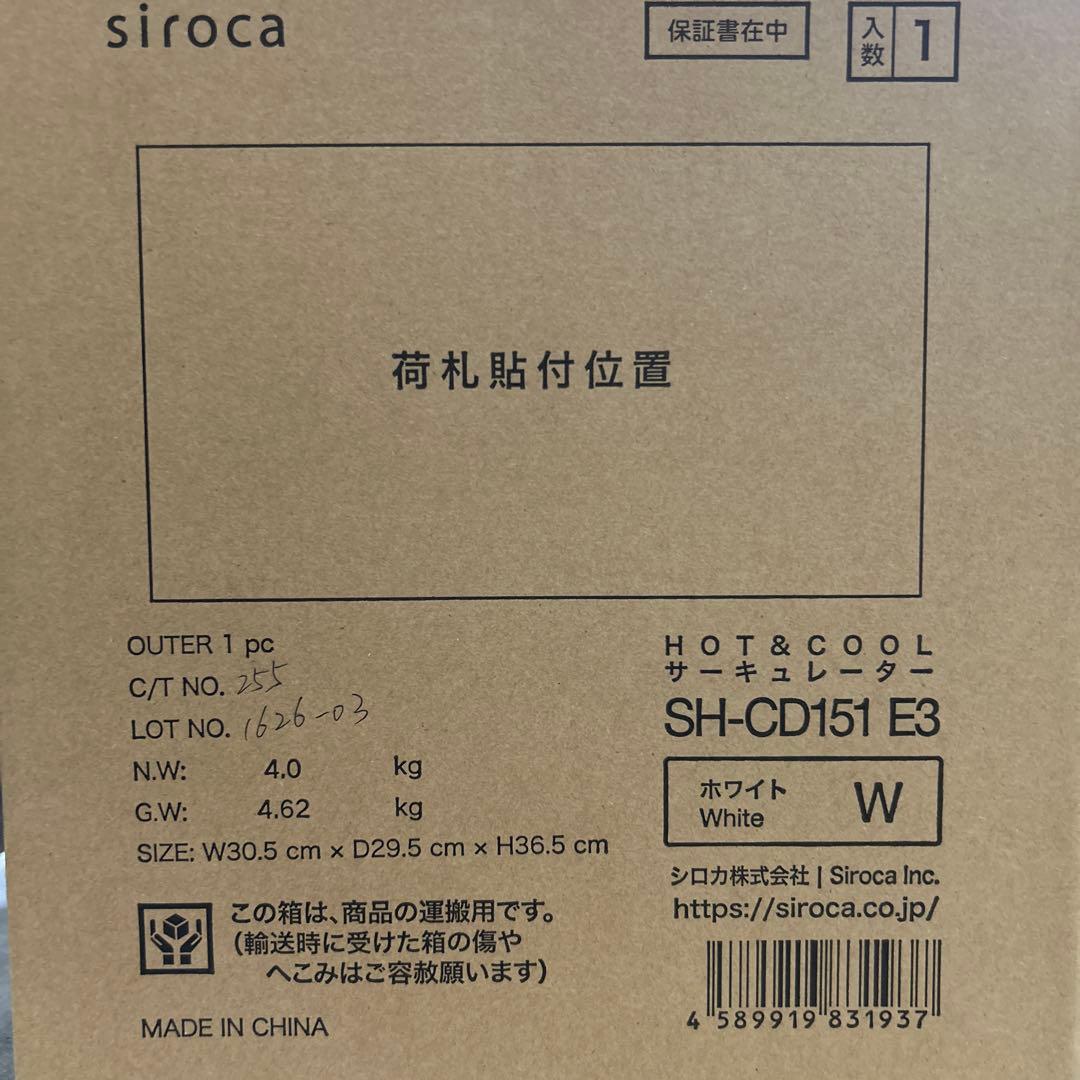 siroca
保証書在中
入数 1
荷札貼付位置
OUTER 1 pc
C/T NO. 255
LOT NO. 1626-03
N.W: 4.0 kg
G.W: 4.62 kg
SIZE: W30.5 cm × D29.5 cm × H36.5 cm
この箱は、商品の運搬用です。
(輸送時に受けた箱の傷や
へこみはご容赦願います)
MADE IN CHINA
HOT&COOL
サーキュレーター
SH-CD151 E3
ホワイト
White
W
シロカ株式会社 | Siroca Inc.
https://siroca.co.jp/
4 589919 831937